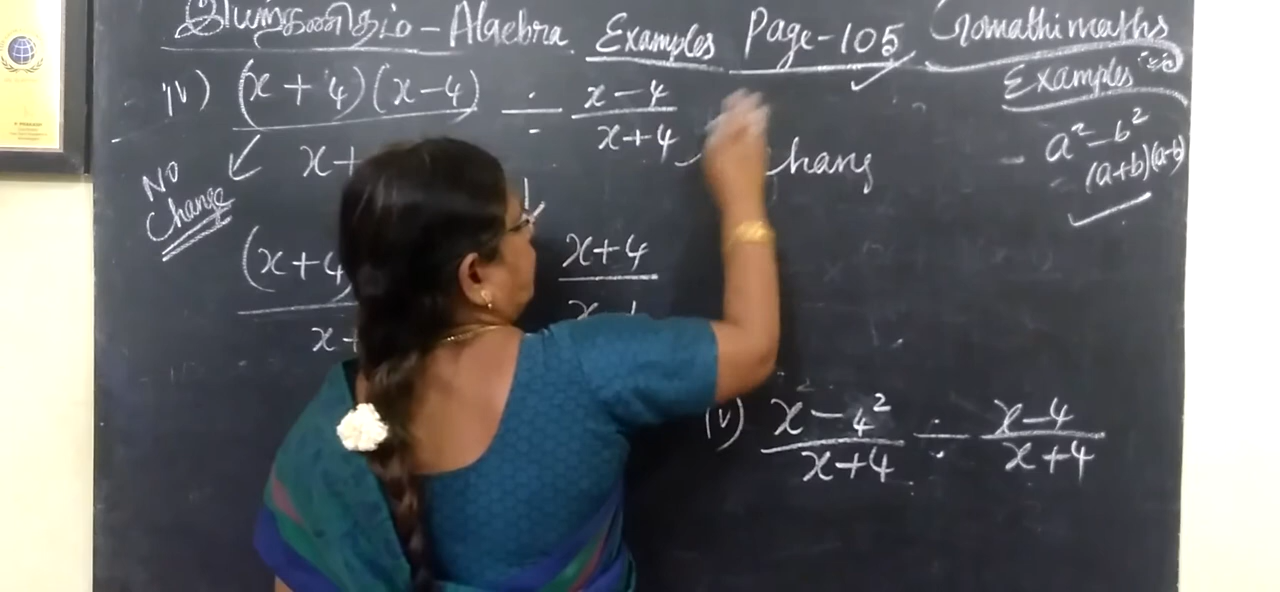 இயற்கணிதம் - Algebra Examples Page-105 Gomathi maths
Examples
a² - b²
(a+b)(a-b)
iv) (x + 4)(x-4) ÷ x-4
x+ x+4
No change
chang
(x+4 x+4
x+
v) x² - 4² ÷ x-4
x+4 x+4